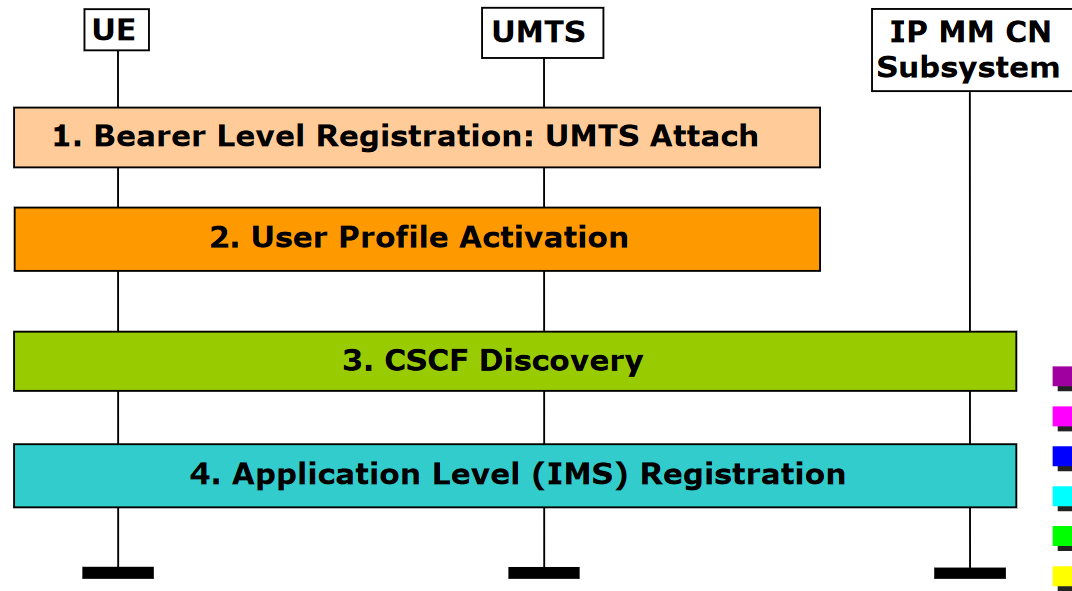 UE
UMTS
IP MM CN
Subsystem
1. Bearer Level Registration: UMTS Attach
2. User Profile Activation
3. CSCF Discovery
4. Application Level (IMS) Registration